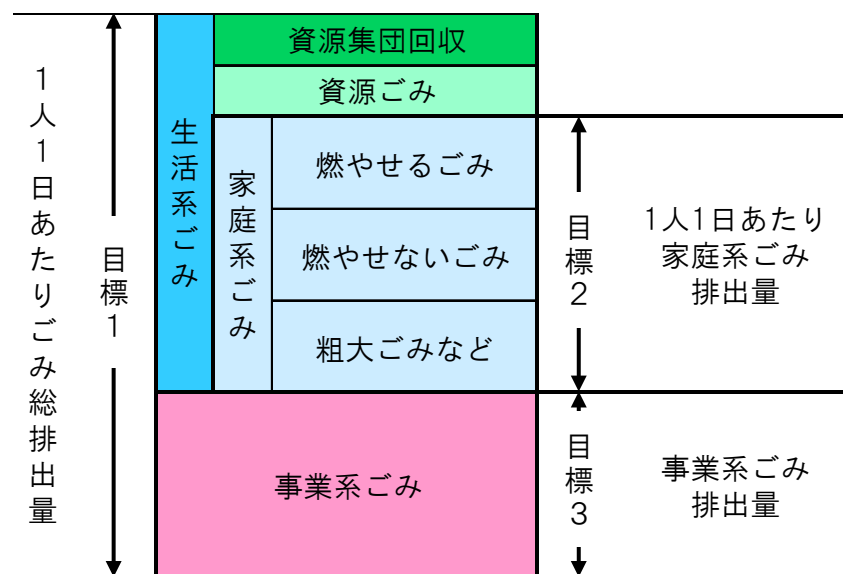 1人1日あたりごみ総排出量
目標1
生活系ごみ
資源集団回収
資源ごみ
家庭系ごみ
燃やせるごみ
燃やせないごみ
粗大ごみなど
目標2
1人1日あたり
家庭系ごみ
排出量
事業系ごみ
目標3
事業系ごみ
排出量